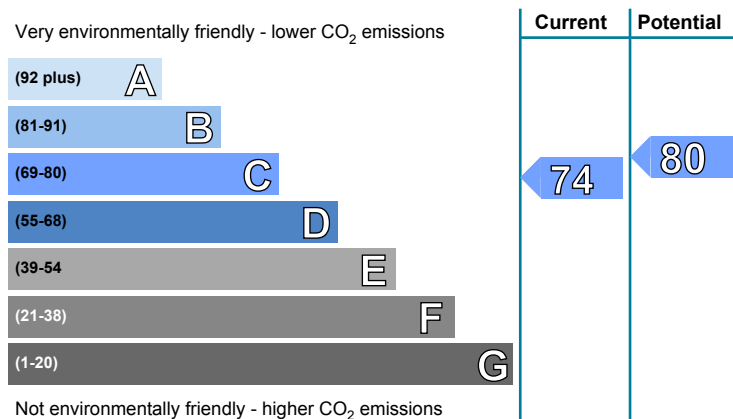 Very environmentally friendly - lower CO2 emissions
Current
Potential
(92 plus) A
(81-91) B
(69-80) C
(55-68) D
(39-54 E
(21-38) F
(1-20) G
74
80
Not environmentally friendly - higher CO2 emissions